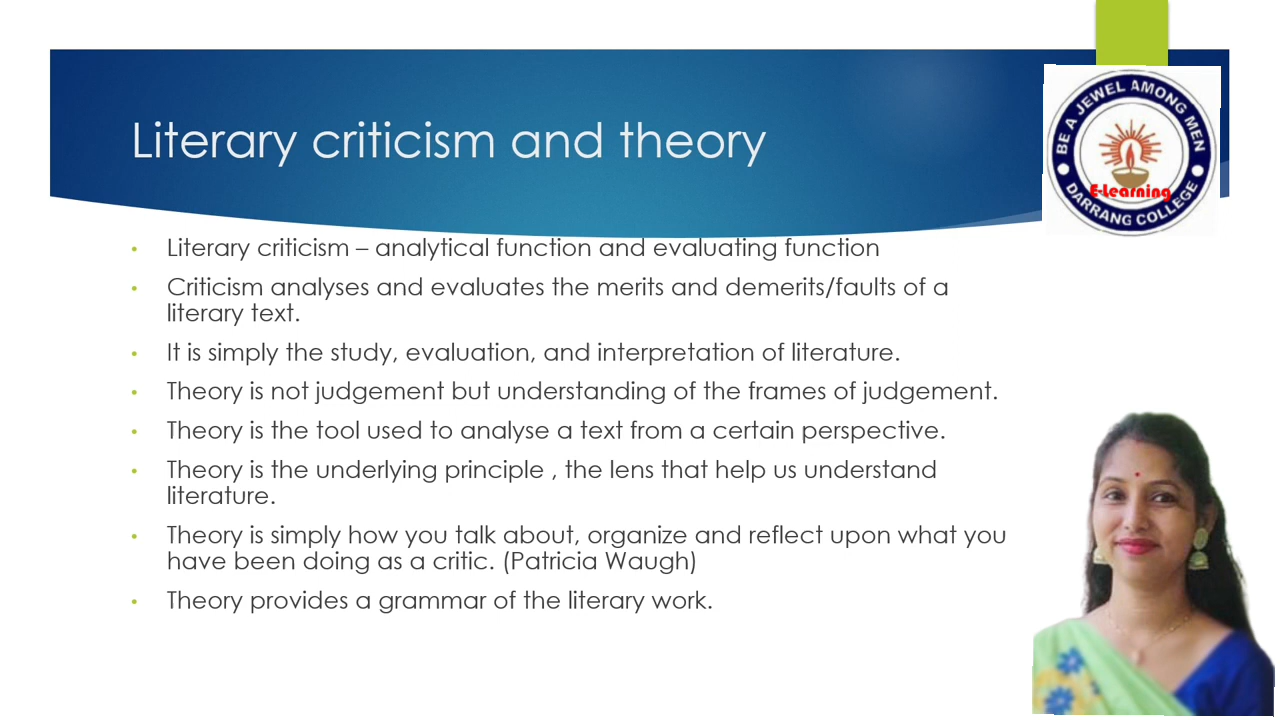 Literary criticism and theory
BE A JEWEL AMONG MEN
E-Learning
DARRANG COLLEGE
• Literary criticism – analytical function and evaluating function
• Criticism analyses and evaluates the merits and demerits/faults of a
literary text.
• It is simply the study, evaluation, and interpretation of literature.
• Theory is not judgement but understanding of the frames of judgement.
• Theory is the tool used to analyse a text from a certain perspective.
• Theory is the underlying principle , the lens that help us understand
literature.
• Theory is simply how you talk about, organize and reflect upon what you
have been doing as a critic. (Patricia Waugh)
• Theory provides a grammar of the literary work.